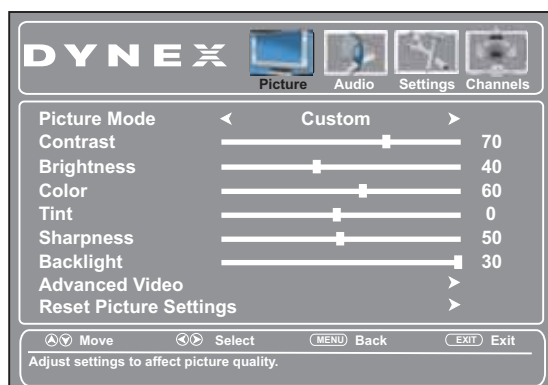 DYNEX
Picture Audio Settings Channels
Picture Mode Custom
Contrast 70
Brightness 40
Color 60
Tint 0
Sharpness 50
Backlight 30
Advanced Video
Reset Picture Settings
Move Select MENU Back EXIT Exit
Adjust settings to affect picture quality.